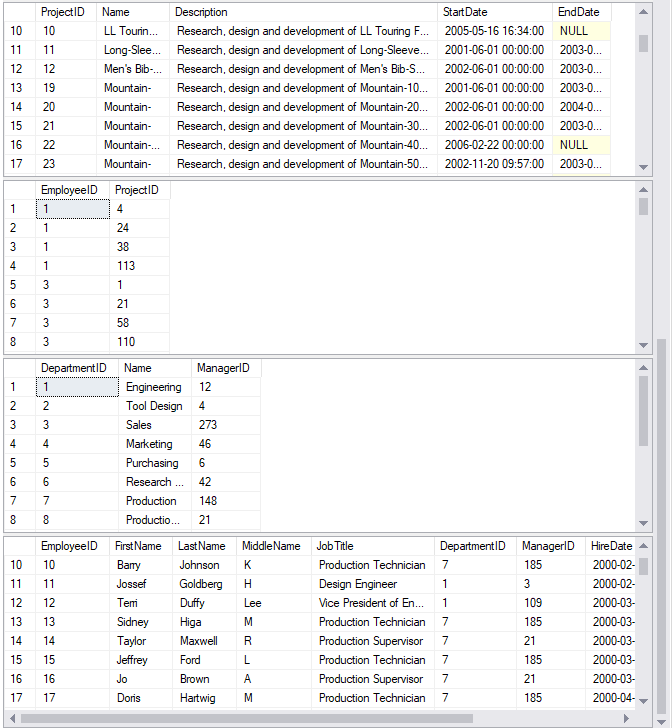 ProjectID Name Description StartDate EndDate
10 10 LL Tourin... Research, design and development of LL Touring F... 2005-05-16 16:34:00 NULL
11 11 Long-Slee... Research, design and development of Long-Sleeve... 2001-06-01 00:00:00 2003-0...
12 12 Men's Bib-... Research, design and development of Men's Bib-S... 2002-06-01 00:00:00 2003-0...
13 19 Mountain- Research, design and development of Mountain-10... 2001-06-01 00:00:00 2003-0...
14 20 Mountain- Research, design and development of Mountain-20... 2002-06-01 00:00:00 2004-0...
15 21 Mountain- Research, design and development of Mountain-30... 2002-06-01 00:00:00 2003-0...
16 22 Mountain-... Research, design and development of Mountain-40... 2006-02-22 00:00:00 NULL
17 23 Mountain- Research, design and development of Mountain-50... 2002-11-20 09:57:00 2003-0...
EmployeeID ProjectID
1 1 4
2 1 24
3 1 38
4 1 113
5 3 1
6 3 21
7 3 58
8 3 110
DepartmentID Name ManagerID
1 1 Engineering 12
2 2 Tool Design 4
3 3 Sales 273
4 4 Marketing 46
5 5 Purchasing 6
6 6 Research ... 42
7 7 Production 148
8 8 Productio... 21
EmployeeID FirstName LastName MiddleName JobTitle DepartmentID ManagerID HireDate
10 10 Barry Johnson K Production Technician 7 185 2000-02-
11 11 Jossef Goldberg H Design Engineer 1 3 2000-02-
12 12 Terri Duffy Lee Vice President of En... 1 109 2000-03-
13 13 Sidney Higa M Production Technician 7 185 2000-03-
14 14 Taylor Maxwell R Production Supervisor 7 21 2000-03-
15 15 Jeffrey Ford L Production Technician 7 185 2000-03-
16 16 Jo Brown A Production Supervisor 7 21 2000-03-
17 17 Doris Hartwig M Production Technician 7 185 2000-04-